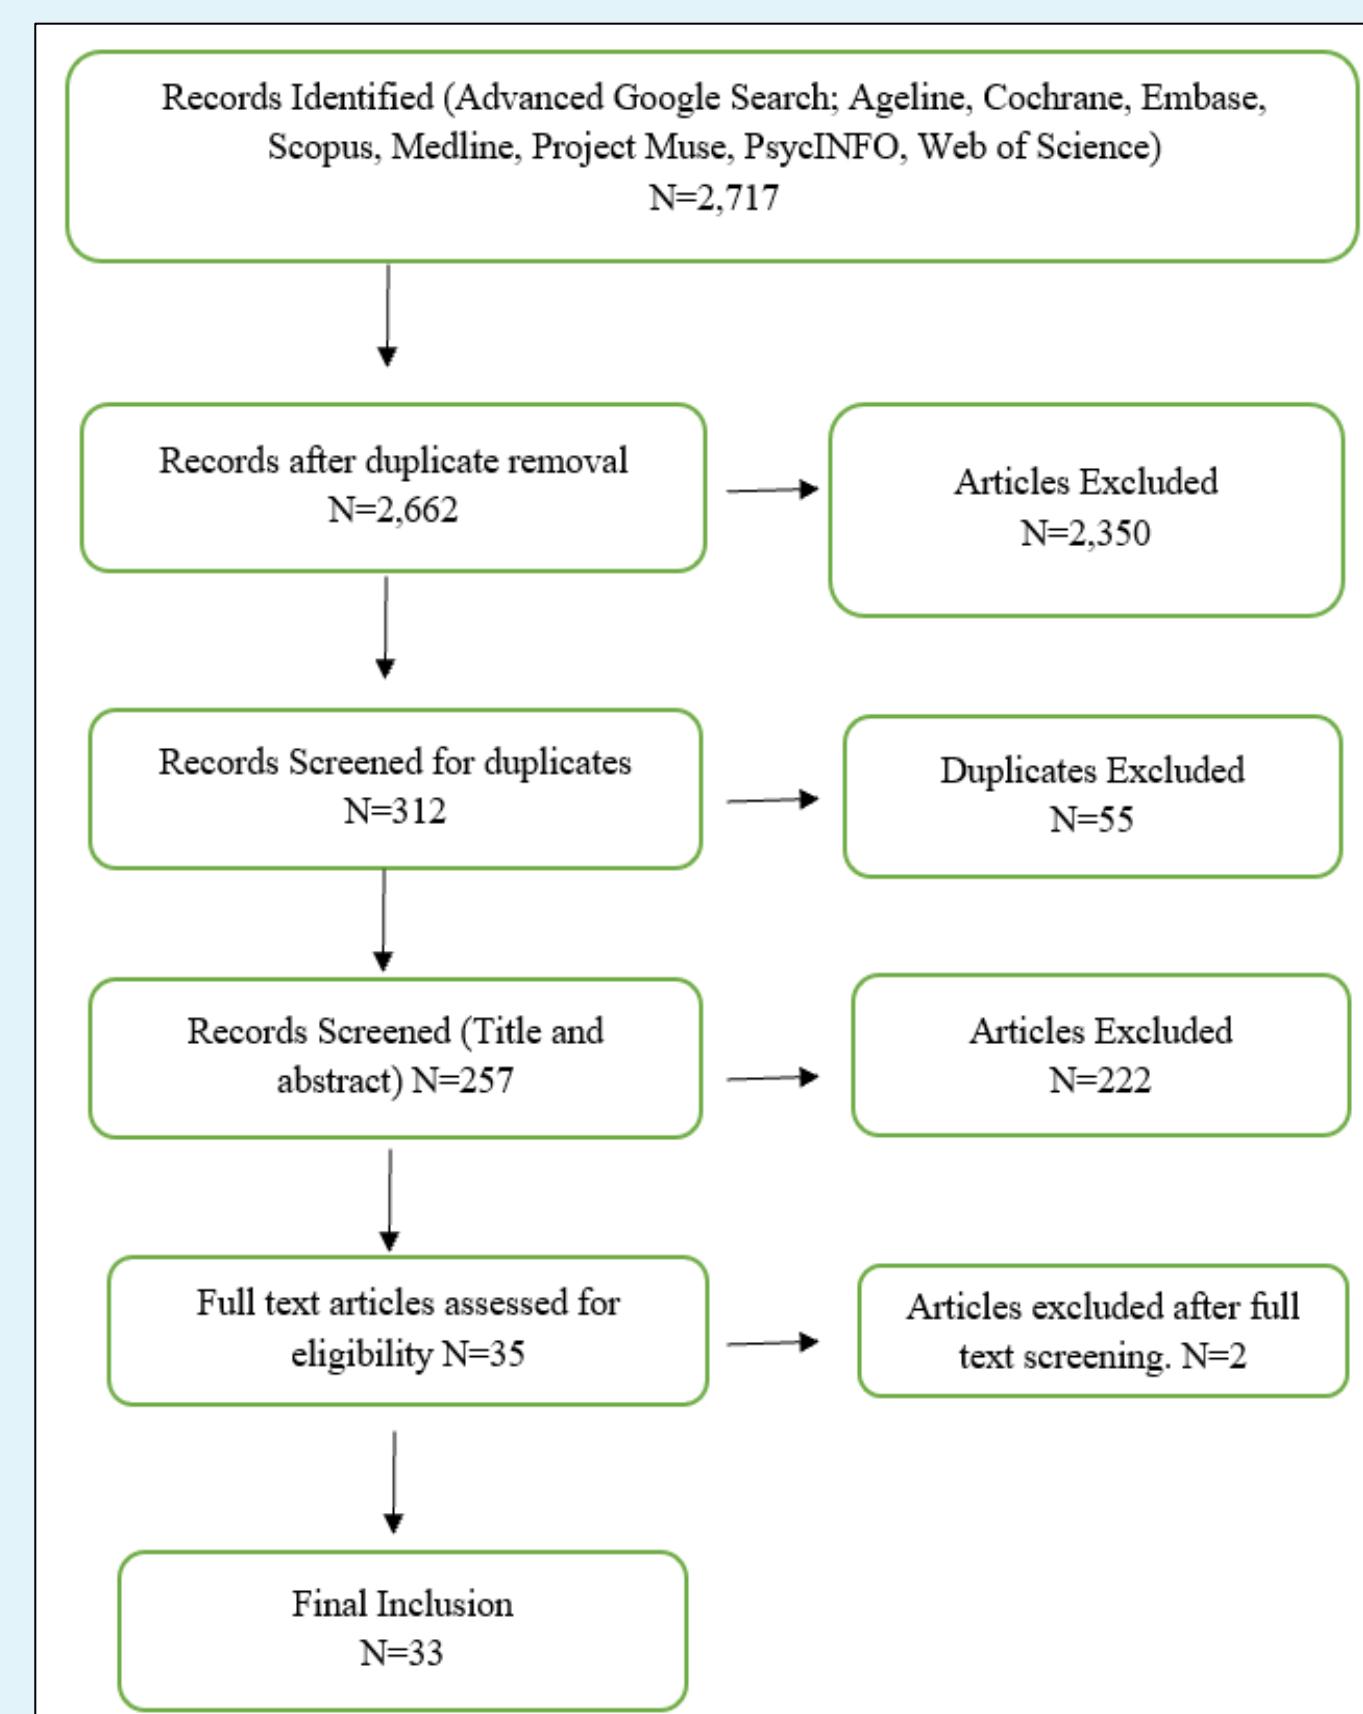 Records Identified (Advanced Google Search; Ageline, Cochrane, Embase,
Scopus, Medline, Project Muse, PsycINFO, Web of Science)
N=2,717
Records after duplicate removal
N=2,662
Articles Excluded
N=2,350
Records Screened for duplicates
N=312
Duplicates Excluded
N=55
Records Screened (Title and
abstract) N=257
Articles Excluded
N=222
Full text articles assessed for
eligibility N=35
Articles excluded after full
text screening. N=2
Final Inclusion
N=33